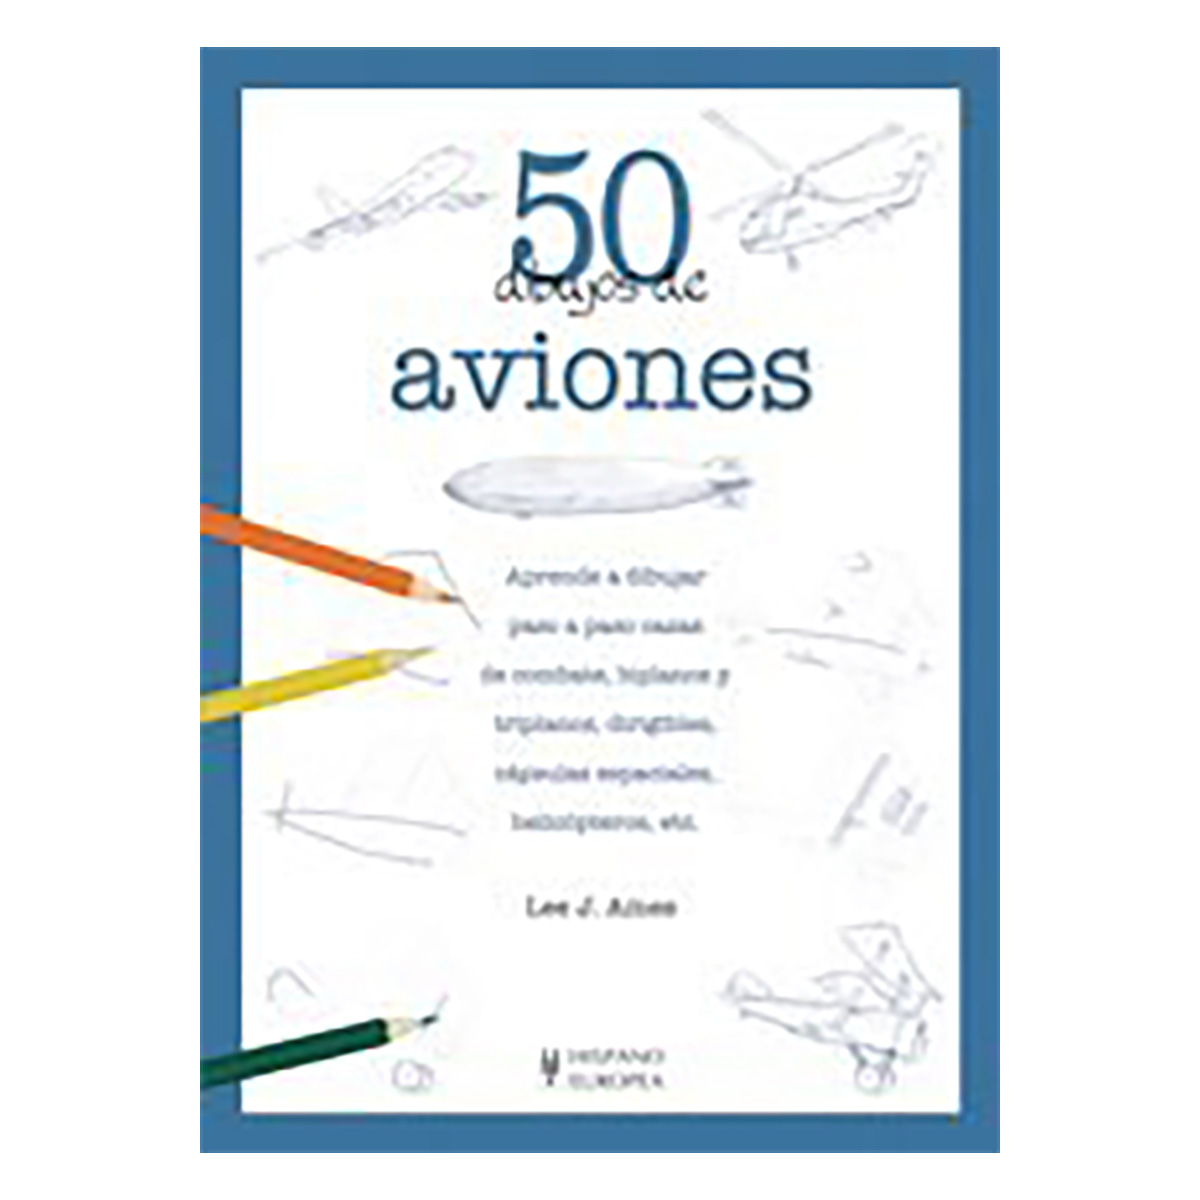 50
dibujos de
aviones
Aprende a dibujar
paso a paso cazas
de combate, biplanos y
triplanos, dirigibles,
cápsulas espaciales,
helicópteros, etc.
Lee J. Ames
HISPANO
EUROPEA